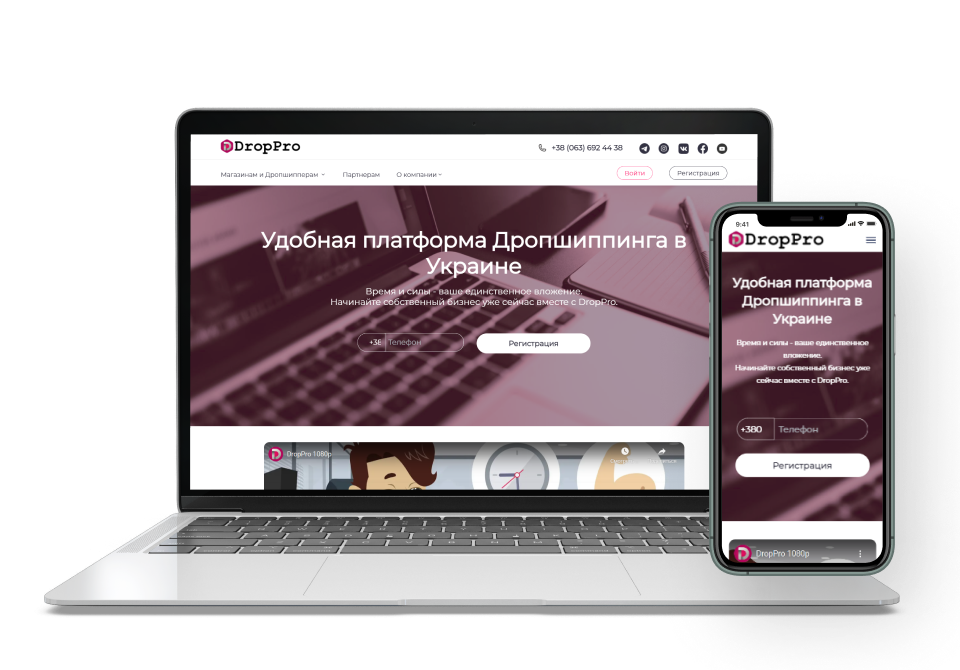 DropPro
+38 (063) 692 44 38
Магазинам и Дропшипперам
Партнерам
О компании
Войти
Регистрация
Удобная платформа Дропшиппинга в
Украине
Время и силы - ваше единственное вложение.
Начинайте собственный бизнес уже сейчас вместе с DropPro.
+38
Телефон
Регистрация
DropPro 1080p
9:41
DropPro
Удобная платформа
Дропшиппинга в
Украине
Время и силы - ваше единственное
вложение.
Начинайте собственный бизнес уже
сейчас вместе с DropPro.
+380
Телефон
Регистрация
DropPro 1080p